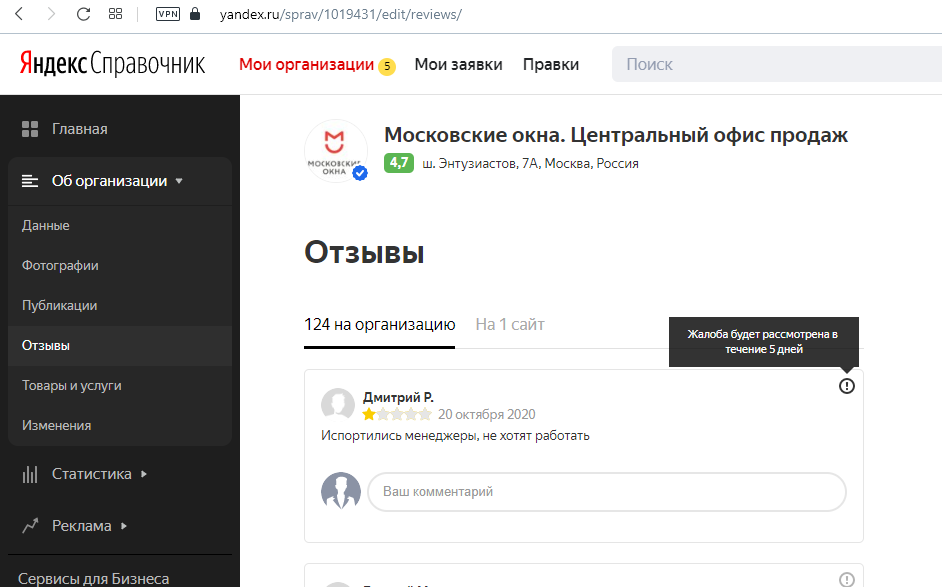 VPN
yandex.ru/sprav/1019431/edit/reviews/
Яндекс Справочник
Мои организации 5
Мои заявки
Правки
Поиск
Главная
Об организации
Данные
Фотографии
Публикации
Отзывы
Товары и услуги
Изменения
Статистика
Реклама
Сервисы для Бизнеса
МОСКОВСКИЕ
ОКНА
Московские окна. Центральный офис продаж
4,7 ш. Энтузиастов, 7А, Москва, Россия
Отзывы
124 на организацию
На 1 сайт
Жалоба будет рассмотрена в
течение 5 дней
Дмитрий Р.
20 октября 2020
Испортились менеджеры, не хотят работать
Ваш комментарий